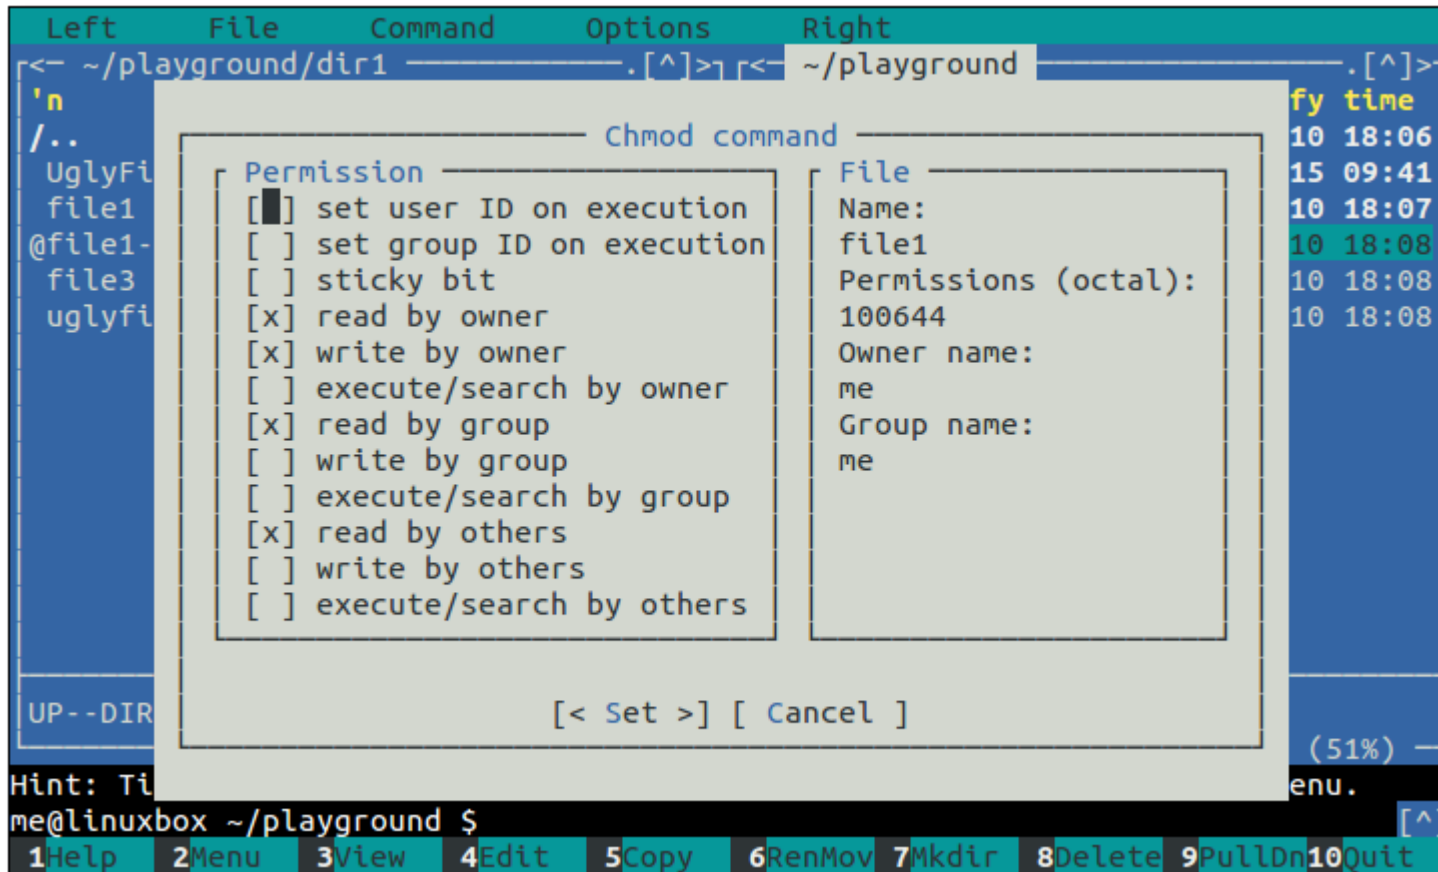 Left File Command Options Right
<─ ~/playground/dir1 ─.[^]> <─ ~/playground ─.[^]>
'n fy time
/.. Chmod command 10 18:06
UglyFi Permission File 15 09:41
file1 [ ] set user ID on execution Name: 10 18:07
@file1- [ ] set group ID on execution file1 10 18:08
file3 [ ] sticky bit Permissions (octal): 10 18:08
uglyfi [x] read by owner 100644 10 18:08
[x] write by owner Owner name:
[ ] execute/search by owner me
[x] read by group Group name:
[ ] write by group me
[ ] execute/search by group
[x] read by others
[ ] write by others
[ ] execute/search by others
UP--DIR [< Set >] [ Cancel ]
(51%)
Hint: Ti enu.
me@linuxbox ~/playground $ [^]
1Help 2Menu 3View 4Edit 5Copy 6RenMov 7Mkdir 8Delete 9PullDn 10Quit